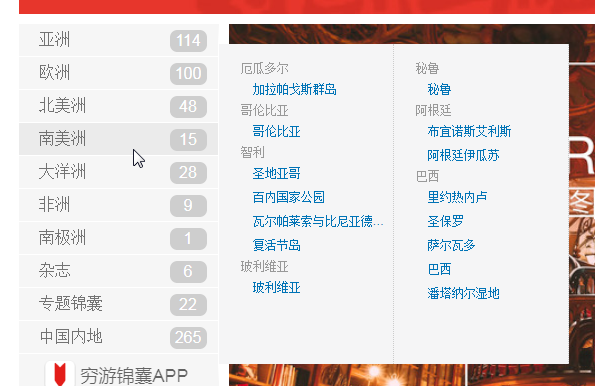 亚洲 114
欧洲 100
北美洲 48
南美洲 15
大洋洲 28
非洲 9
南极洲 1
杂志 6
专题锦囊 22
中国内地 265
穷游锦囊APP
厄瓜多尔
加拉帕戈斯群岛
哥伦比亚
哥伦比亚
智利
圣地亚哥
百内国家公园
瓦尔帕莱索与比尼亚德...
复活节岛
玻利维亚
玻利维亚
秘鲁
秘鲁
阿根廷
布宜诺斯艾利斯
阿根廷伊瓜苏
巴西
里约热内卢
圣保罗
萨尔瓦多
巴西
潘塔纳尔湿地
R
冬